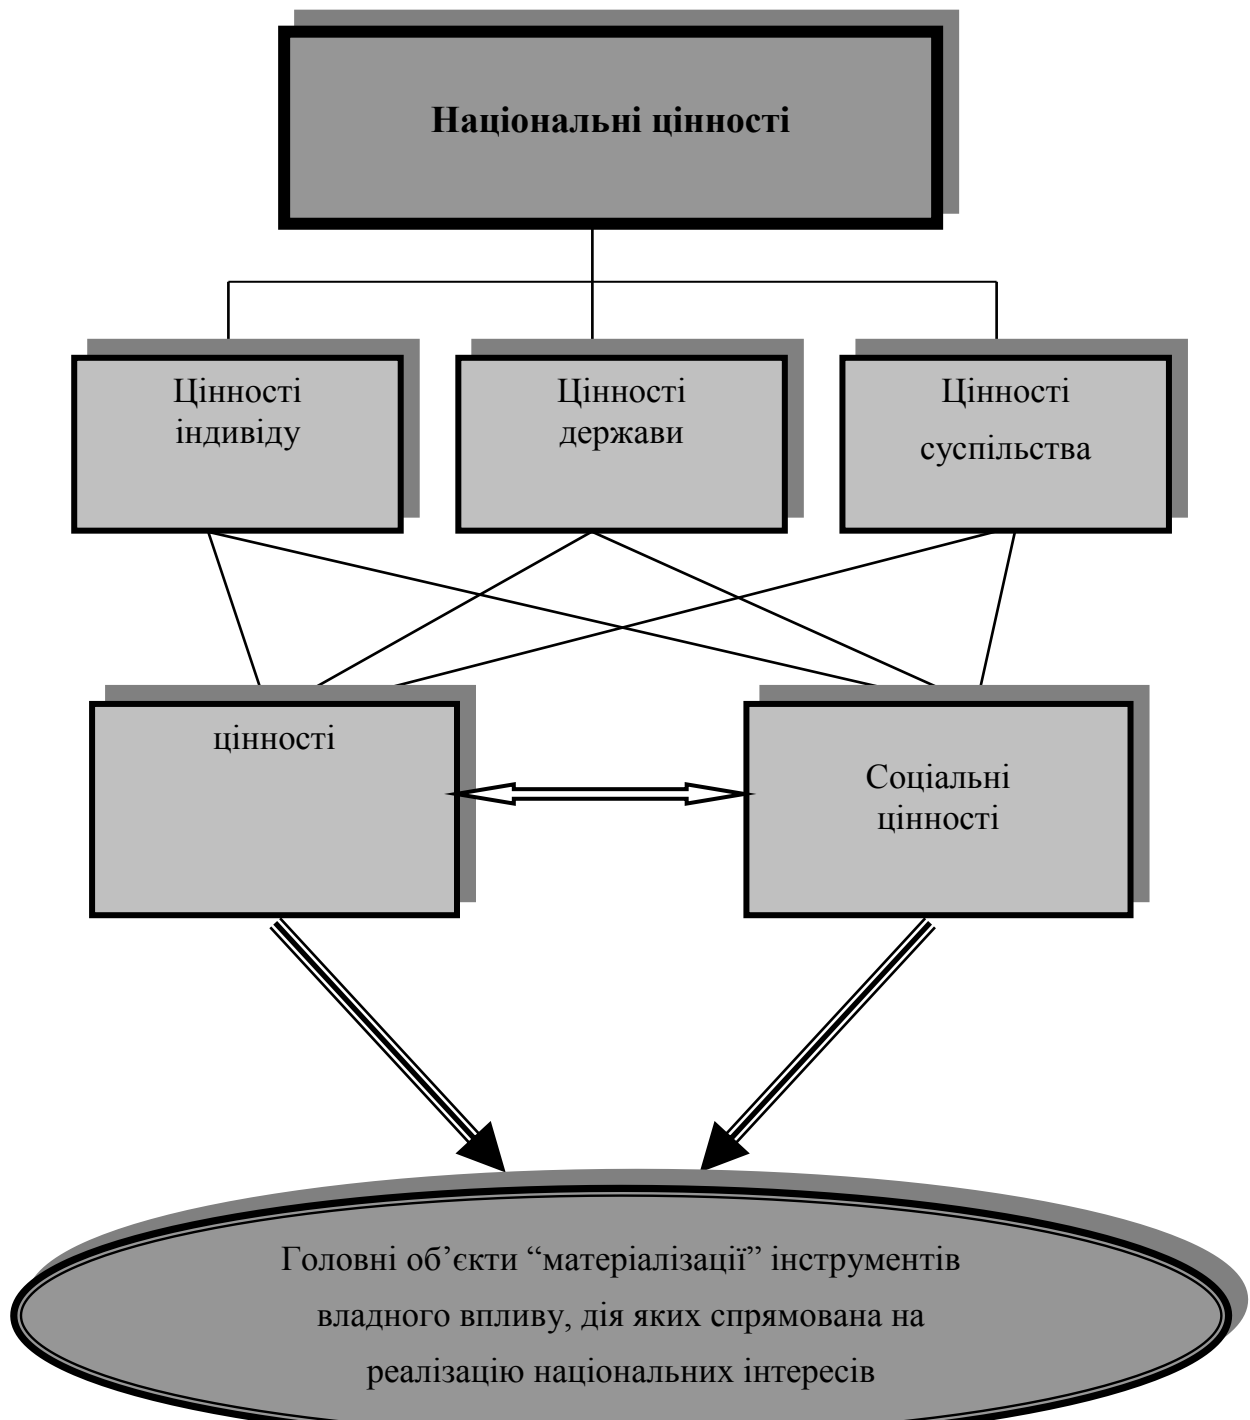 Національні цінності
Цінності
індивіду
Цінності
держави
Цінності
суспільства
цінності
Соціальні
цінності
Головні об’єкти “матеріалізації” інструментів
владного впливу, дія яких спрямована на
реалізацію національних інтересів